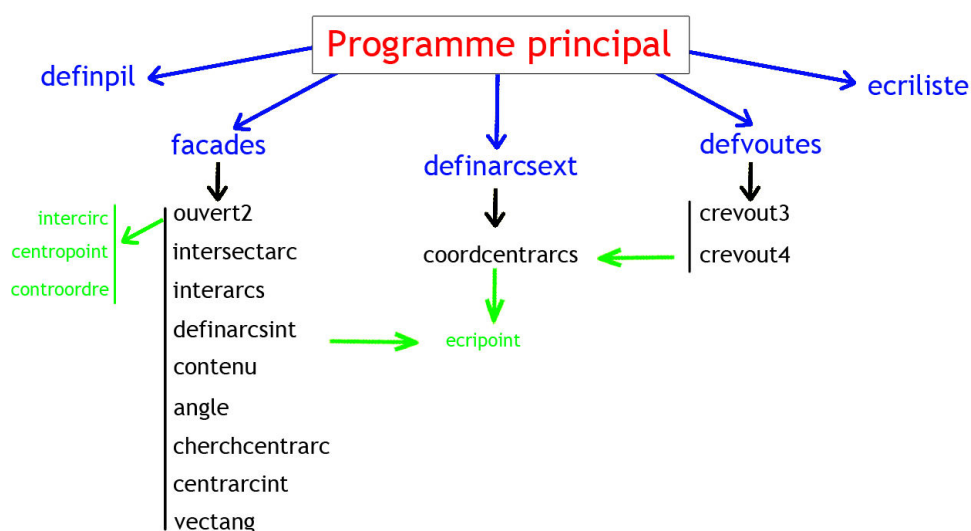 Programme principal
definpil
ecriliste
facades
definarcsext
defvoutes
intercirc
centropoint
controordre
ouvert2
intersectarc
interarcs
definarcsint
contenu
angle
cherchcentrarc
centrarcint
vectang
coordcentrarcs
ecripoint
crevout3
crevout4